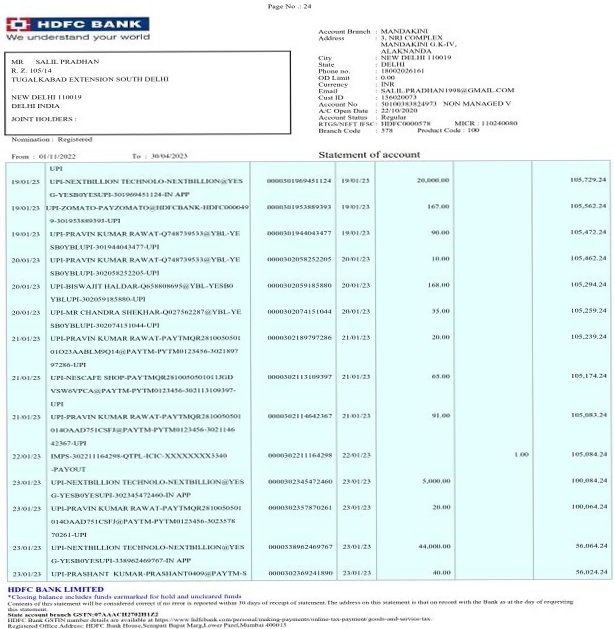 Page No .: 24
HDFC BANK
We understand your world
MR SALIL PRADHAN
R. Z. 105/14
TUGALKABAD EXTENSION SOUTH DELHI
NEW DELHI 110019
DELHI INDIA
JOINT HOLDERS :
Nomination : Registered
Account Branch : MANDAKINI
Address : 3, NRI COMPLEX
MANDAKINI G.K-IV,
ALAKNANDA
City : NEW DELHI 110019
State : DELHI
Phone no. : 18002026161
OD Limit : 0.00
Currency : INR
Email : SALIL.PRADHAN1998@GMAIL.COM
Cust ID : 156020073
Account No : 50100383824973 NON MANAGED V
A/C Open Date : 22/10/2020
Account Status : Regular
RTGS/NEFT IFSC: HDFC0000578 MICR : 110240080
Branch Code : 578 Product Code : 100
From : 01/11/2022 To : 30/04/2023 Statement of account
UPI
19/01/23 UPI-NEXTBILLION TECHNOLO-NEXTBILLION@YES 0000301969451124 19/01/23 20,000.00 105,729.24
G-YESB0YESUPI-301969451124-IN APP
19/01/23 UPI-ZOMATO-PAYZOMATO@HDFCBANK-HDFC000049 0000301953889393 19/01/23 167.00 105,562.24
9-301953889393-UPI
19/01/23 UPI-PRAVIN KUMAR RAWAT-Q748739533@YBL-YE 0000301944043477 19/01/23 90.00 105,472.24
SB0YBLUPI-301944043477-UPI
20/01/23 UPI-PRAVIN KUMAR RAWAT-Q748739533@YBL-YE 0000302058252205 20/01/23 10.00 105,462.24
SB0YBLUPI-302058252205-UPI
20/01/23 UPI-BISWAJIT HALDAR-Q658808695@YBL-YESB0 0000302059185880 20/01/23 168.00 105,294.24
YBLUPI-302059185880-UPI
20/01/23 UPI-MR CHANDRA SHEKHAR-Q027562287@YBL-YE 0000302074151044 20/01/23 35.00 105,259.24
SB0YBLUPI-302074151044-UPI
21/01/23 UPI-PRAVIN KUMAR RAWAT-PAYTMQR2810050501 0000302189797286 21/01/23 20.00 105,239.24
01O23AABLM9Q14@PAYTM-PYTM0123456-3021897
97286-UPI
21/01/23 UPI-NESCAFE SHOP-PAYTMQR2810050501011JGD 0000302113109397 21/01/23 65.00 105,174.24
VSW6VPCA@PAYTM-PYTM0123456-302113109397-
UPI
21/01/23 UPI-PRAVIN KUMAR RAWAT-PAYTMQR2810050501 0000302114642367 21/01/23 91.00 105,083.24
014OAAD751CSFJ@PAYTM-PYTM0123456-3021146
42367-UPI
22/01/23 IMPS-302211164298-QTPL-ICIC-XXXXXXXX3340 0000302211164298 22/01/23 1.00 105,084.24
-PAYOUT
23/01/23 UPI-NEXTBILLION TECHNOLO-NEXTBILLION@YES 0000302345472460 23/01/23 5,000.00 100,084.24
G-YESB0YESUPI-302345472460-IN APP
23/01/23 UPI-PRAVIN KUMAR RAWAT-PAYTMQR2810050501 0000302357870261 23/01/23 20.00 100,064.24
014OAAD751CSFJ@PAYTM-PYTM0123456-3023578
70261-UPI
23/01/23 UPI-NEXTBILLION TECHNOLO-NEXTBILLION@YES 0000338962469767 23/01/23 44,000.00 56,064.24
G-YESB0YESUPI-338962469767-IN APP
23/01/23 UPI-PRASHANT KUMAR-PRASHANT0409@PAYTM-S 0000302369241890 23/01/23 40.00 56,024.24
HDFC BANK LIMITED
*Closing balance includes funds earmarked for hold and uncleared funds
Contents of this statement will be considered correct if no error is reported within 30 days of receipt of statement.The address on this statement is that on record with the Bank as at the day of requesting
this statement.
State account branch GSTN:07AAACH2702H1Z2
HDFC Bank GSTIN number details are available at https://www.hdfcbank.com/personal/making-payments/online-tax-payment/goods-and-service-tax.
Registered Office Address: HDFC Bank House,Senapati Bapat Marg,Lower Parel,Mumbai 400013